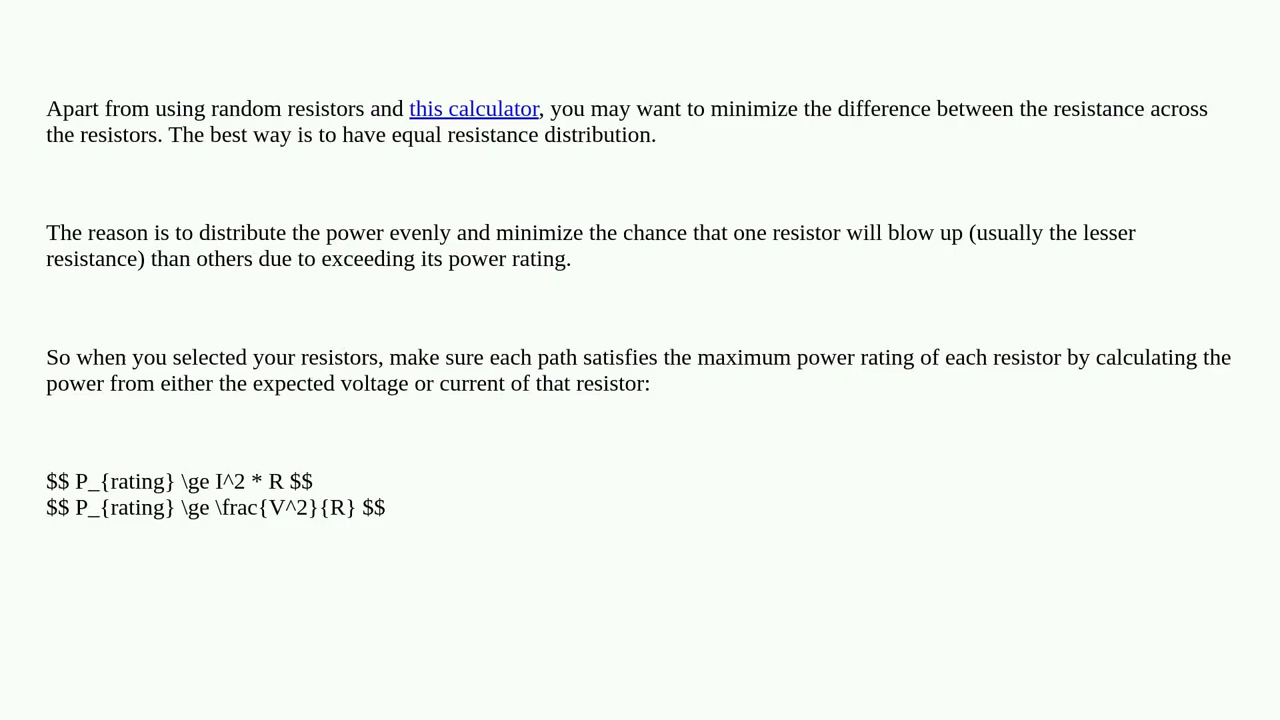 Apart from using random resistors and this calculator, you may want to minimize the difference between the resistance across
the resistors. The best way is to have equal resistance distribution.
The reason is to distribute the power evenly and minimize the chance that one resistor will blow up (usually the lesser
resistance) than others due to exceeding its power rating.
So when you selected your resistors, make sure each path satisfies the maximum power rating of each resistor by calculating the
power from either the expected voltage or current of that resistor:
$$ P_{rating} \ge I^2 * R $$
$$ P_{rating} \ge \frac{V^2}{R} $$